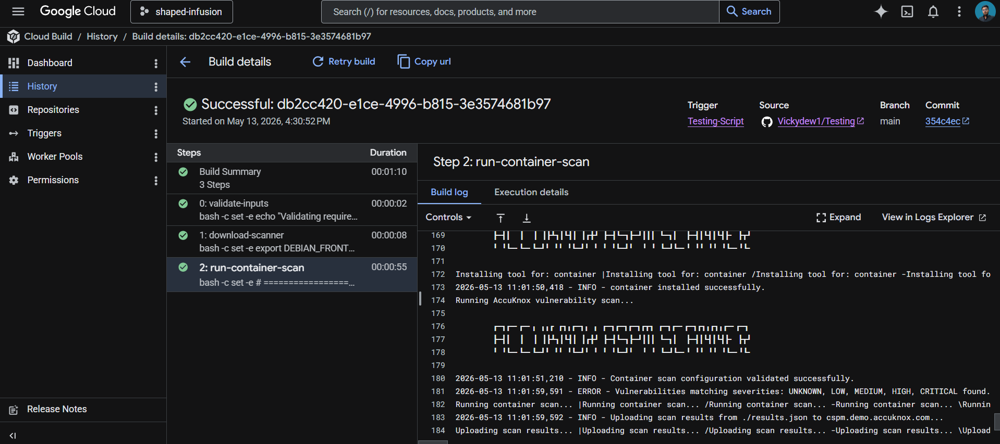 Google Cloud
shaped-infusion
Search (/) for resources, docs, products, and more
Search
Cloud Build / History / Build details: db2cc420-e1ce-4996-b815-3e3574681b97
Dashboard
History
Repositories
Triggers
Worker Pools
Permissions
Release Notes
Build details
Retry build
Copy url
Successful: db2cc420-e1ce-4996-b815-3e3574681b97
Started on May 13, 2026, 4:30:52 PM
Trigger
Testing-Script
Source
Vickydew1/Testing
Branch
main
Commit
354c4ec
Steps Duration
Build Summary 00:01:10
3 Steps
0: validate-inputs 00:00:02
bash -c set -e echo "Validating require...
1: download-scanner 00:00:08
bash -c set -e export DEBIAN_FRONT...
2: run-container-scan 00:00:55
bash -c set -e # =================...
Step 2: run-container-scan
Build log
Execution details
Controls
Expand
View in Logs Explorer
169
170
171
172 Installing tool for: container |Installing tool for: container /Installing tool for: container -Installing tool fo
173 2026-05-13 11:01:50,418 - INFO - container installed successfully.
174 Running AccuKnox vulnerability scan...
175
176
177
178
179
180 2026-05-13 11:01:51,210 - INFO - Container scan configuration validated successfully.
181 2026-05-13 11:01:59,591 - ERROR - Vulnerabilities matching severities: UNKNOWN, LOW, MEDIUM, HIGH, CRITICAL found.
182 Running container scan... |Running container scan... /Running container scan... -Running container scan... \Runnin
183 2026-05-13 11:01:59,592 - INFO - Uploading scan results from ./results.json to cspm.demo.accuknox.com...
184 Uploading scan results... |Uploading scan results... /Uploading scan results... -Uploading scan results... \Upload